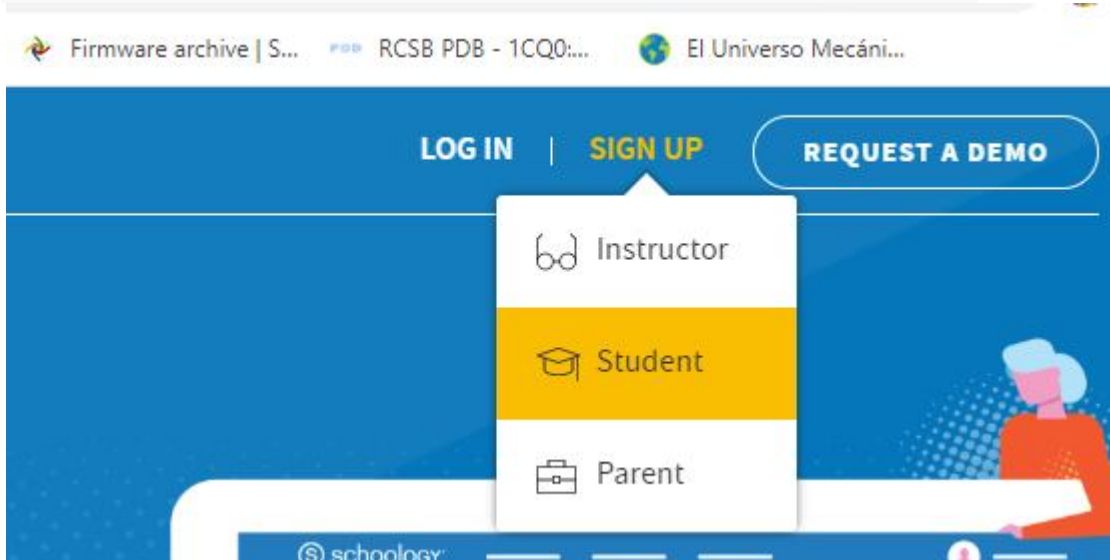 Firmware archive | S... PDB RCSB PDB - 1CQ0:... El Universo Mecáni...
LOG IN | SIGN UP REQUEST A DEMO
Instructor
Student
Parent
S schoology